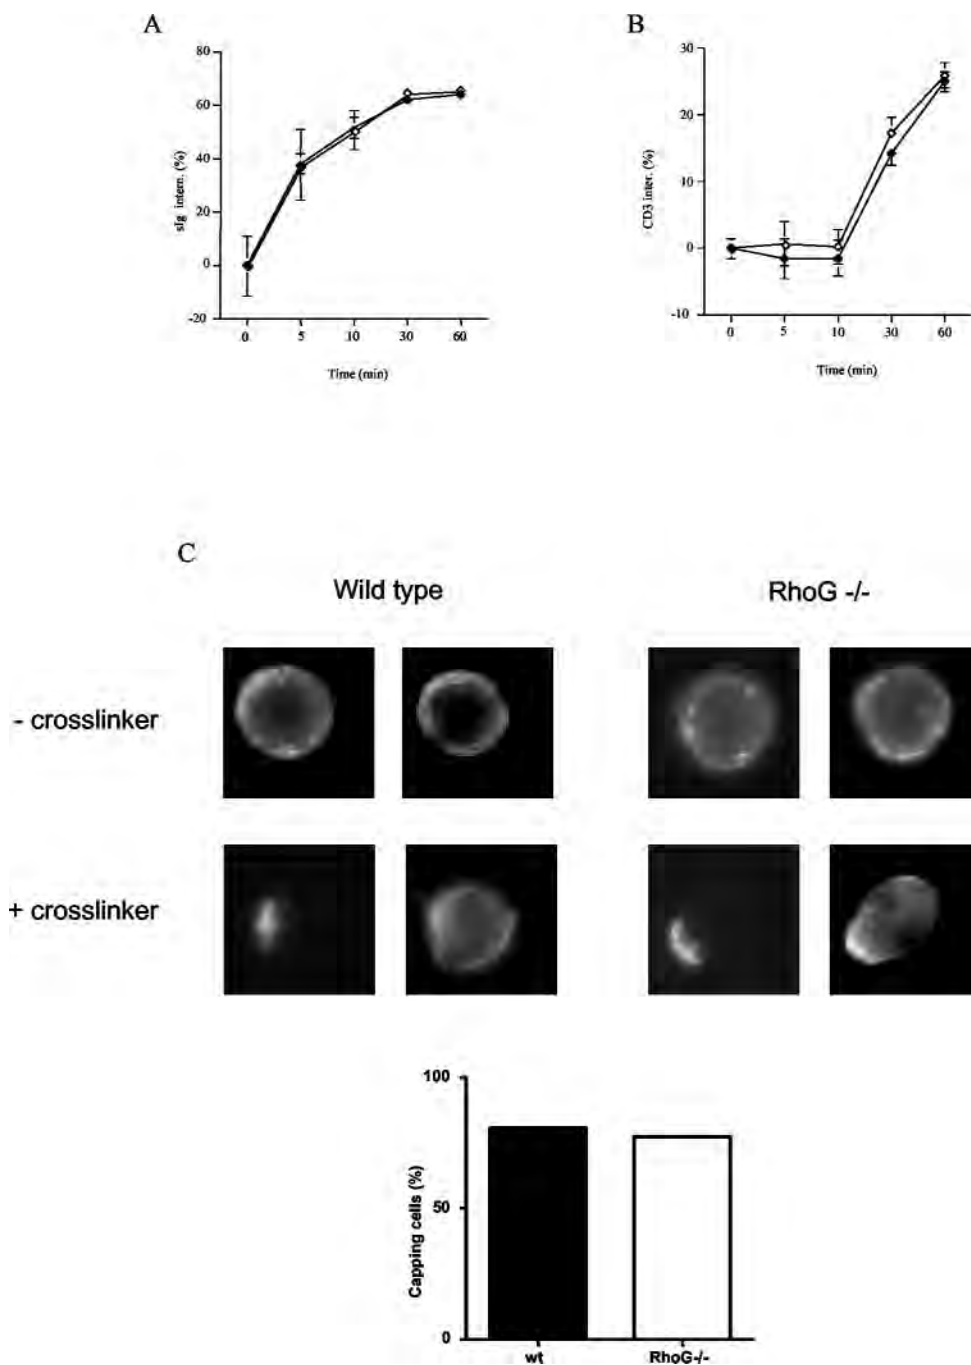 A
80
60
40
20
0
-20
sIg intern. (%)
0 5 10 30 60
Time (min)
B
30
20
10
0
-10
CD3 inter. (%)
0 5 10 30 60
Time (min)
C
Wild type
RhoG -/-
- crosslinker
+ crosslinker
100
50
0
Capping cells (%)
wt
RhoG-/-